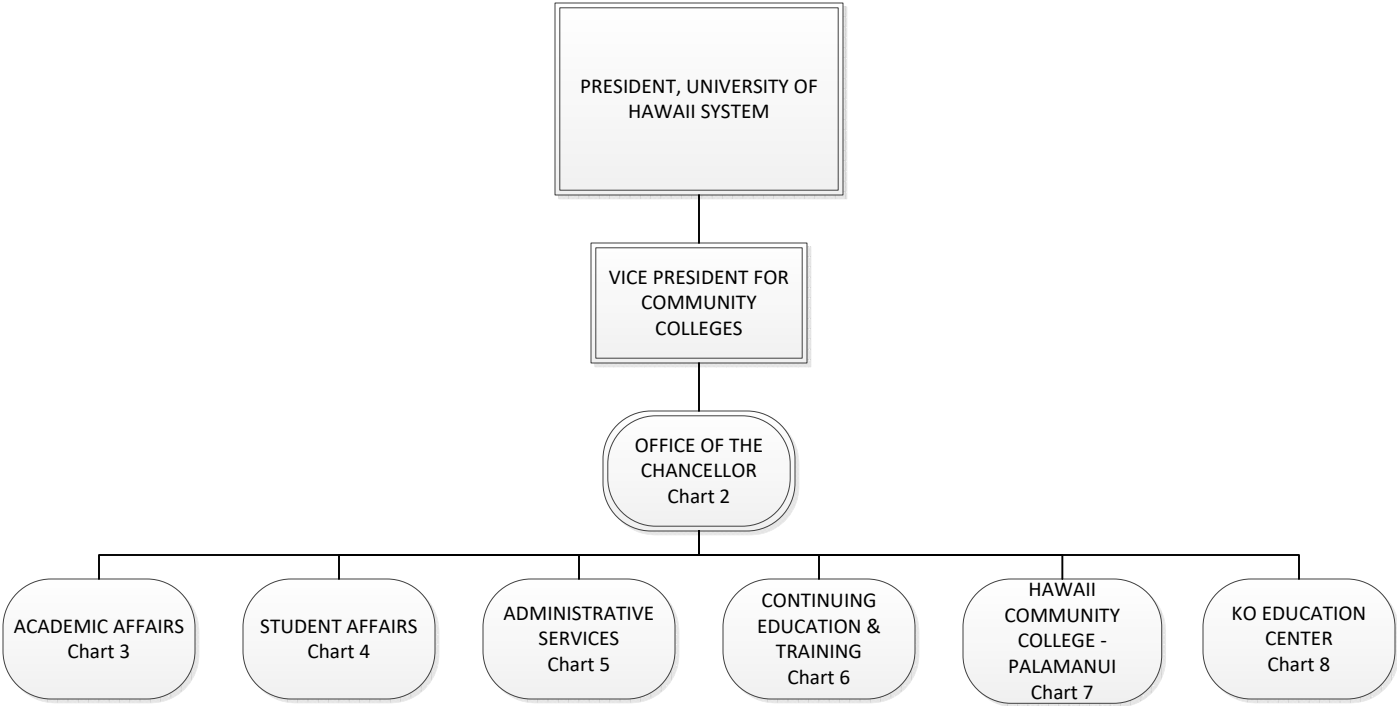 PRESIDENT, UNIVERSITY OF
HAWAII SYSTEM
VICE PRESIDENT FOR
COMMUNITY
COLLEGES
OFFICE OF THE
CHANCELLOR
Chart 2
ACADEMIC AFFAIRS
Chart 3
STUDENT AFFAIRS
Chart 4
ADMINISTRATIVE
SERVICES
Chart 5
CONTINUING
EDUCATION &
TRAINING
Chart 6
HAWAII
COMMUNITY
COLLEGE -
PALAMANUI
Chart 7
KO EDUCATION
CENTER
Chart 8